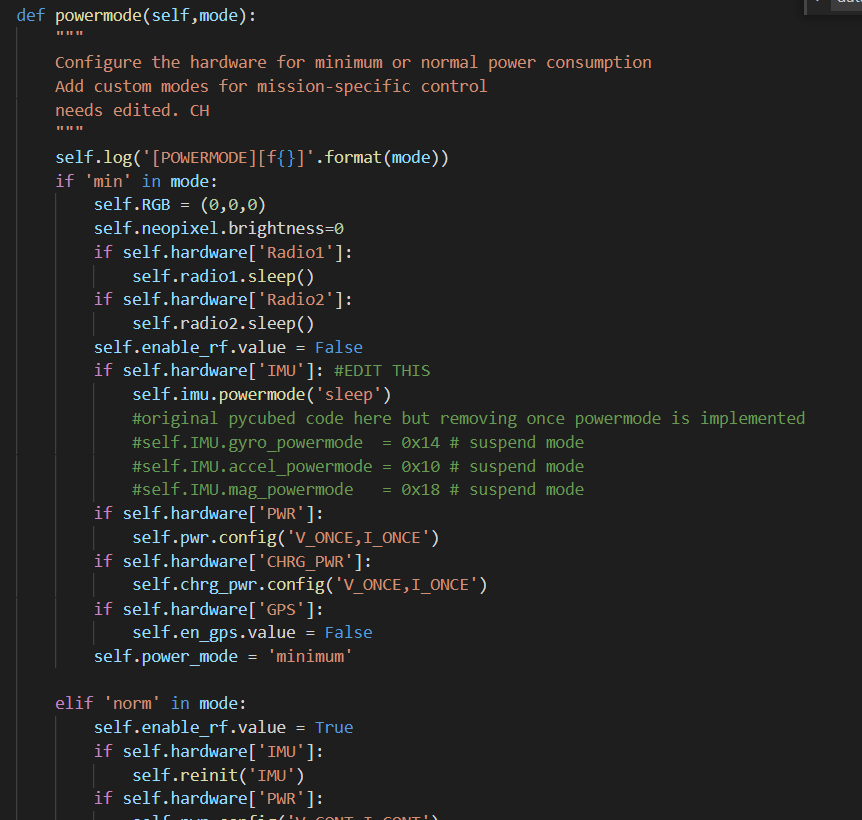 def powermode(self,mode):
    """
    Configure the hardware for minimum or normal power consumption
    Add custom modes for mission-specific control
    needs edited. CH
    """
    self.log('[POWERMODE][f{}]'.format(mode))
    if 'min' in mode:
        self.RGB = (0,0,0)
        self.neopixel.brightness=0
        if self.hardware['Radio1']:
            self.radio1.sleep()
        if self.hardware['Radio2']:
            self.radio2.sleep()
        self.enable_rf.value = False
        if self.hardware['IMU']: #EDIT THIS
            self.imu.powermode('sleep')
            #original pycubed code here but removing once powermode is implemented
            #self.IMU.gyro_powermode  = 0x14 # suspend mode
            #self.IMU.accel_powermode = 0x10 # suspend mode
            #self.IMU.mag_powermode   = 0x18 # suspend mode
        if self.hardware['PWR']:
            self.pwr.config('V_ONCE,I_ONCE')
        if self.hardware['CHRG_PWR']:
            self.chrg_pwr.config('V_ONCE,I_ONCE')
        if self.hardware['GPS']:
            self.en_gps.value = False
        self.power_mode = 'minimum'

    elif 'norm' in mode:
        self.enable_rf.value = True
        if self.hardware['IMU']:
            self.reinit('IMU')
        if self.hardware['PWR']:
            self.pwr.config('V_CONT,I_CONT')